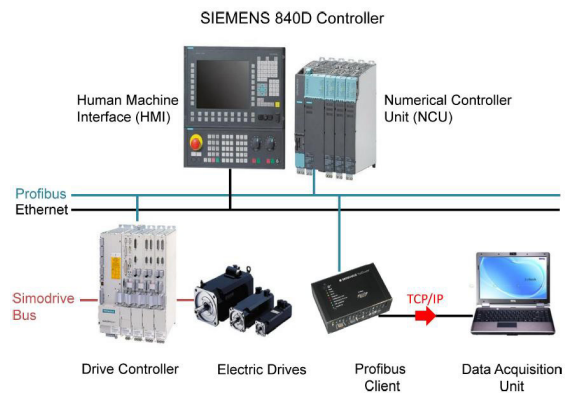 SIEMENS 840D Controller
Human Machine
Interface (HMI)
Numerical Controller
Unit (NCU)
Profibus
Ethernet
Simodrive
Bus
TCP/IP
Drive Controller
Electric Drives
Profibus
Client
Data Acquisition
Unit